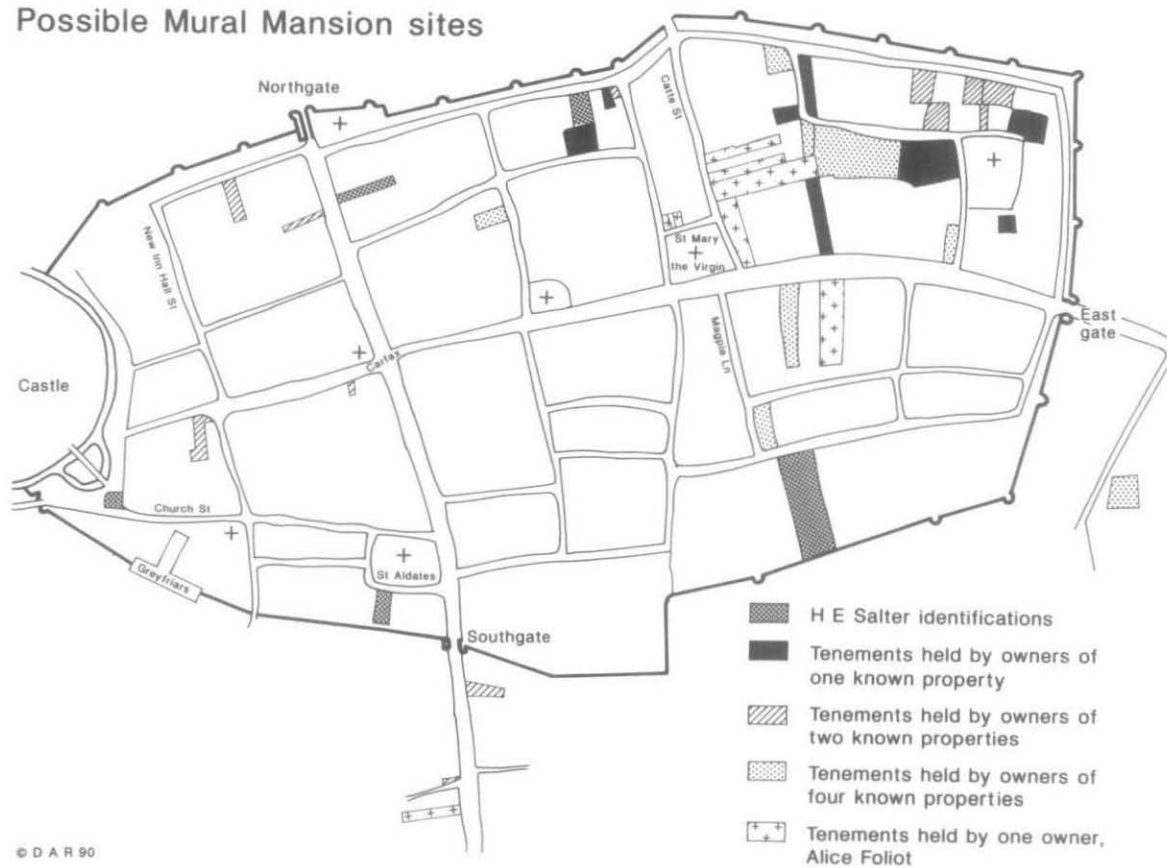 Possible Mural Mansion sites
Northgate
Catte St
New Inn Hall St
St Mary
the Virgin
East
gate
Magpie Ln
Carfax
Castle
Church St
Greyfriars
St Aldates
Southgate
H E Salter identifications
Tenements held by owners of
one known property
Tenements held by owners of
two known properties
Tenements held by owners of
four known properties
Tenements held by one owner,
Alice Foliot
© D A R 90